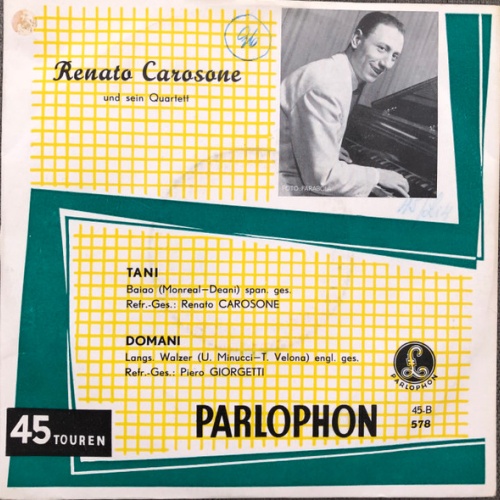 Renato Carosone
und sein Quartett
TANI
Baiao (Monreal—Deani) span. ges.
Refr.-Ges.: Renato CAROSONE
DOMANI
Langs. Walzer (U. Minucci—T. Velona) engl. ges.
Refr.-Ges.: Piero GIORGETTI
£
PARLOPHON
45 TOUREN
PARLOPHON
45-B
578